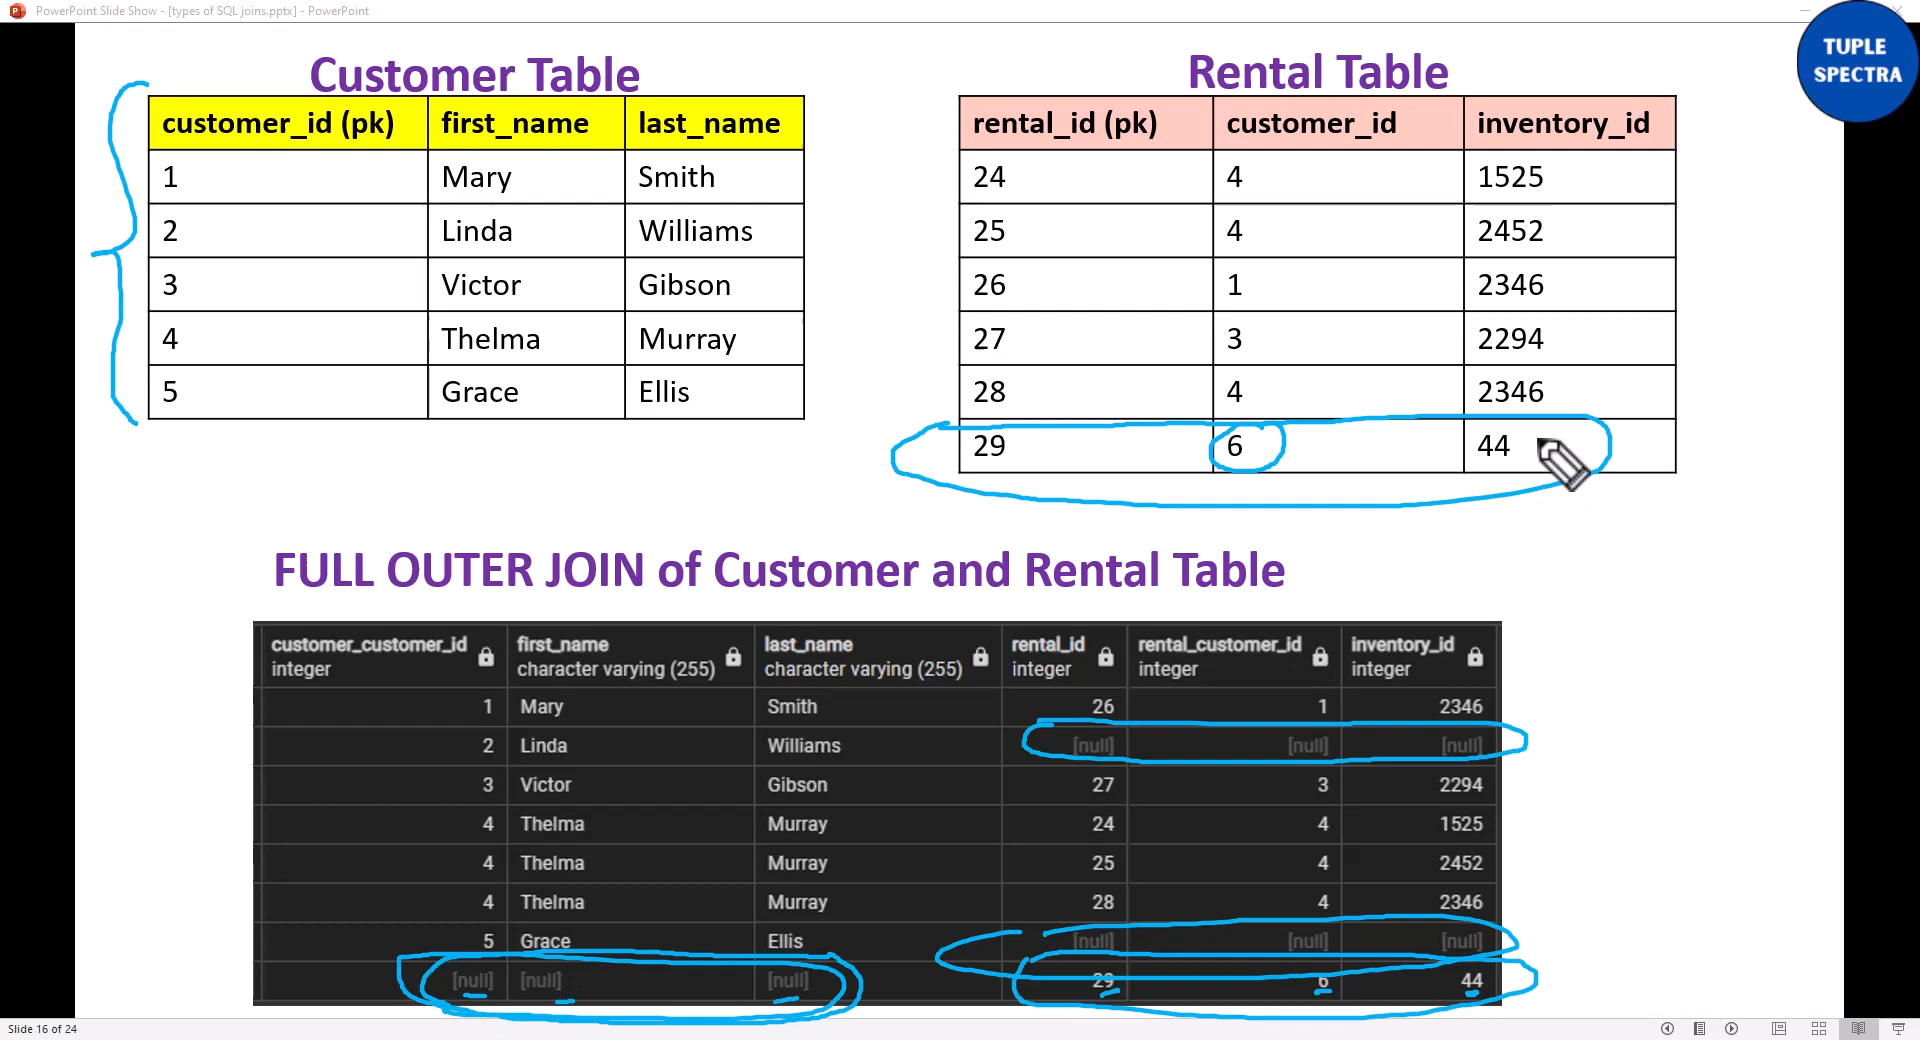 PowerPoint Slide Show - [types of SQL joins.pptx] - PowerPoint
TUPLE
SPECTRA
Customer Table
customer_id (pk) first_name last_name
1 Mary Smith
2 Linda Williams
3 Victor Gibson
4 Thelma Murray
5 Grace Ellis
Rental Table
rental_id (pk) customer_id inventory_id
24 4 1525
25 4 2452
26 1 2346
27 3 2294
28 4 2346
29 6 44
FULL OUTER JOIN of Customer and Rental Table
customer_customer_id first_name last_name rental_id rental_customer_id inventory_id
integer character varying (255) character varying (255) integer integer integer
1 Mary Smith 26 1 2346
2 Linda Williams [null] [null] [null]
3 Victor Gibson 27 3 2294
4 Thelma Murray 24 4 1525
4 Thelma Murray 25 4 2452
4 Thelma Murray 28 4 2346
5 Grace Ellis [null] [null] [null]
[null] [null] [null] 29 6 44
Slide 16 of 24